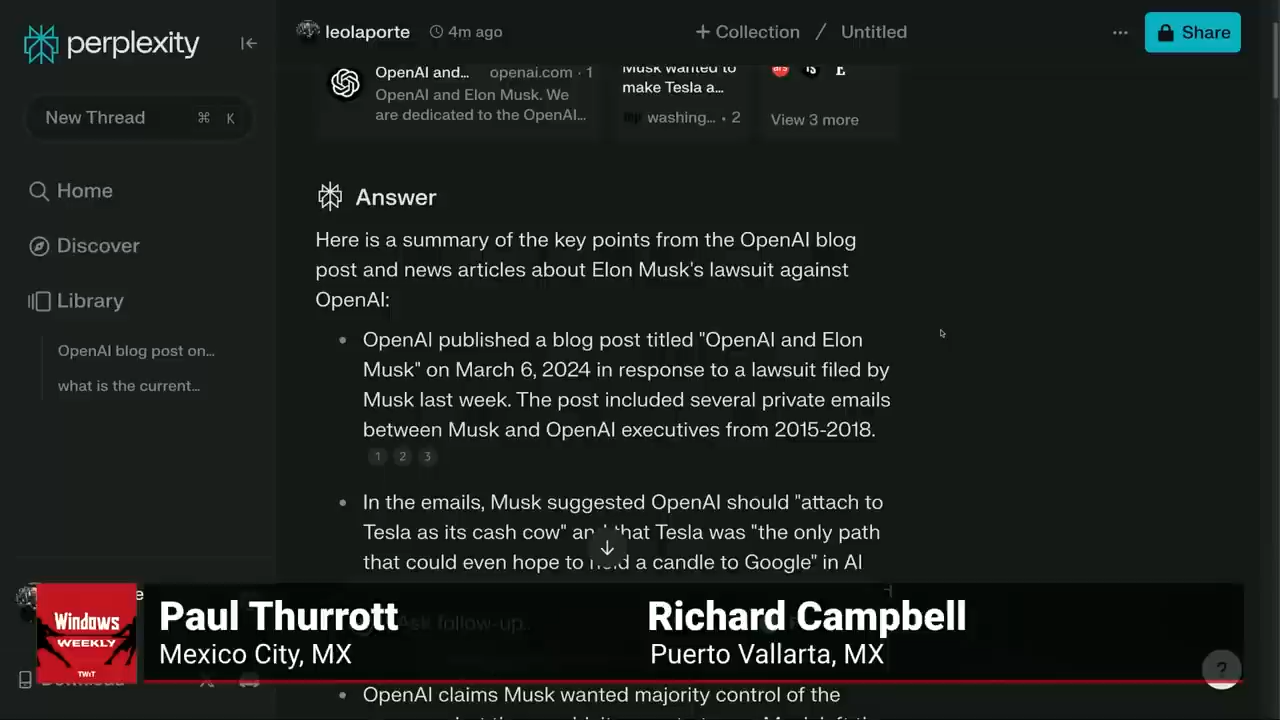 perplexity
leolaporte
4m ago
Collection / Untitled
Share
OpenAI and... openai.com · 1
OpenAI and Elon Musk. We
are dedicated to the OpenAI...
Musk wanted to
make Tesla a...
washing... · 2
View 3 more
New Thread ⌘ K
Home
Discover
Library
OpenAI blog post on...
what is the current...
Answer
Here is a summary of the key points from the OpenAI blog
post and news articles about Elon Musk's lawsuit against
OpenAI:
OpenAI published a blog post titled "OpenAI and Elon
Musk" on March 6, 2024 in response to a lawsuit filed by
Musk last week. The post included several private emails
between Musk and OpenAI executives from 2015-2018.
1 2 3
In the emails, Musk suggested OpenAI should "attach to
Tesla as its cash cow" and that Tesla was "the only path
that could even hope to hold a candle to Google" in AI
Windows
WEEKLY
TWiT
Paul Thurrott
Mexico City, MX
Richard Campbell
Puerto Vallarta, MX
Ask follow-up..
Download
?
OpenAI claims Musk wanted majority control of the